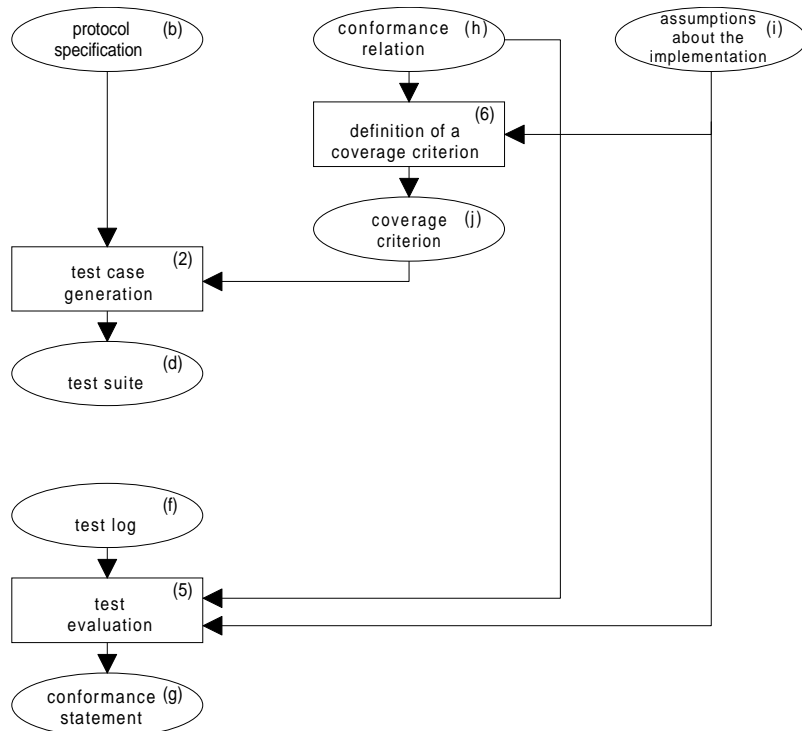 protocol
specification
(b)
conformance
relation
(h)
assumptions
about the
implementation
(i)
(6)
definition of a
coverage criterion
coverage
criterion
(j)
(2)
test case
generation
(d)
test suite
(f)
test log
(5)
test
evaluation
conformance
statement
(g)